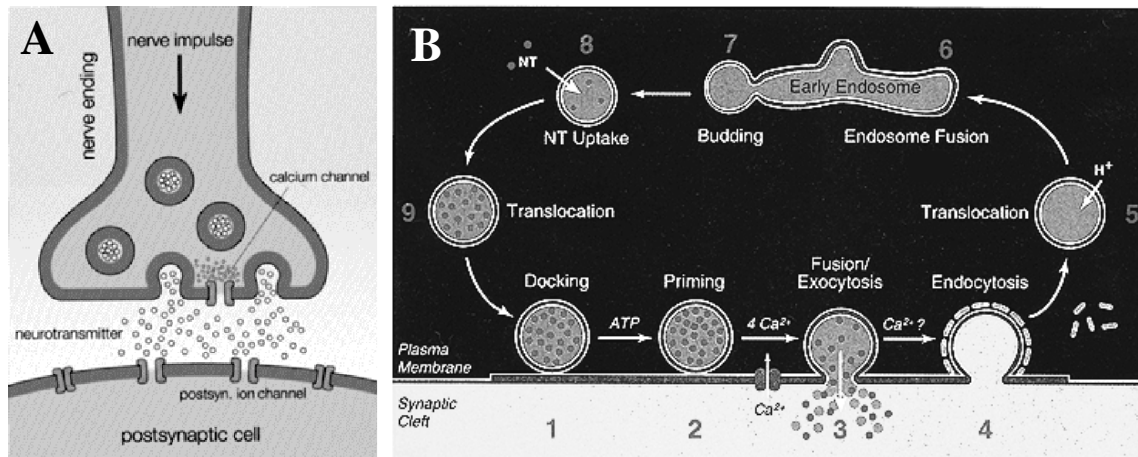 A
nerve impulse
nerve ending
calcium channel
neurotransmitter
postsyn. ion channel
postsynaptic cell
B
8
7
6
NT
Early Endosome
NT Uptake
Budding
Endosome Fusion
H+
9
Translocation
Translocation
5
Docking
Priming
Fusion/
Exocytosis
Endocytosis
ATP
4 Ca2+
Ca2+ ?
Plasma
Membrane
Synaptic
Cleft
Ca2+
1
2
3
4